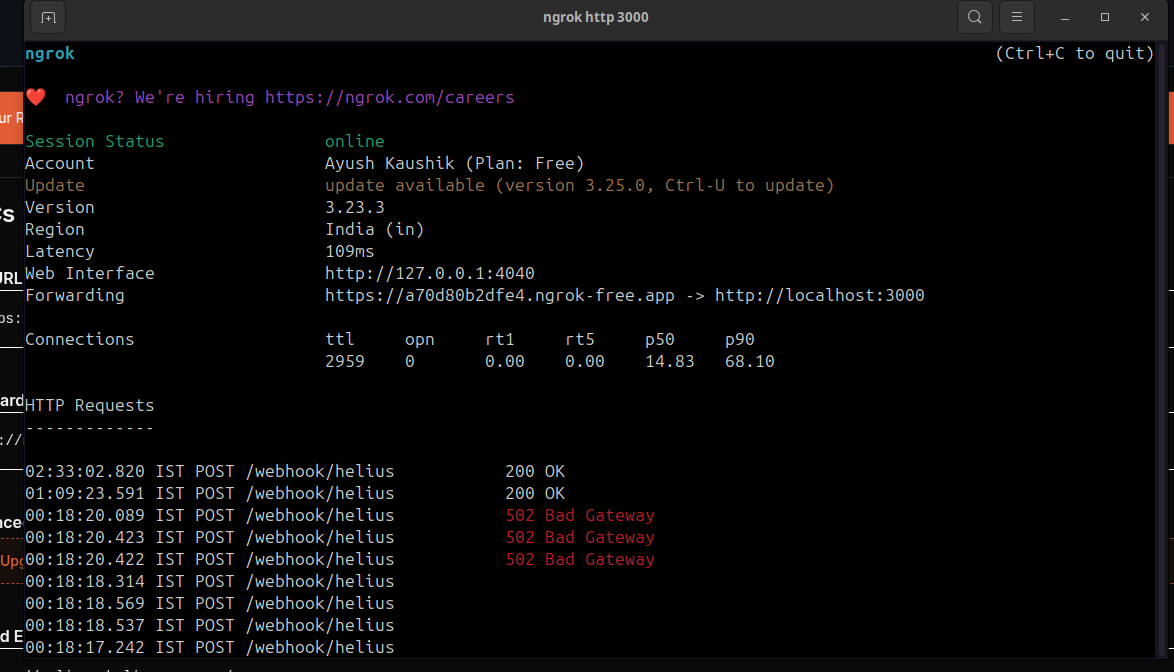 ngrok http 3000
ngrok (Ctrl+C to quit)
❤️ ngrok? We're hiring https://ngrok.com/careers
Session Status online
Account Ayush Kaushik (Plan: Free)
Update update available (version 3.25.0, Ctrl-U to update)
Version 3.23.3
Region India (in)
Latency 109ms
Web Interface http://127.0.0.1:4040
Forwarding https://a70d80b2dfe4.ngrok-free.app -> http://localhost:3000
Connections ttl opn rt1 rt5 p50 p90
2959 0 0.00 0.00 14.83 68.10
HTTP Requests
-------------
02:33:02.820 IST POST /webhook/helius 200 OK
01:09:23.591 IST POST /webhook/helius 200 OK
00:18:20.089 IST POST /webhook/helius 502 Bad Gateway
00:18:20.423 IST POST /webhook/helius 502 Bad Gateway
00:18:20.422 IST POST /webhook/helius 502 Bad Gateway
00:18:18.314 IST POST /webhook/helius
00:18:18.569 IST POST /webhook/helius
00:18:18.537 IST POST /webhook/helius
00:18:17.242 IST POST /webhook/helius